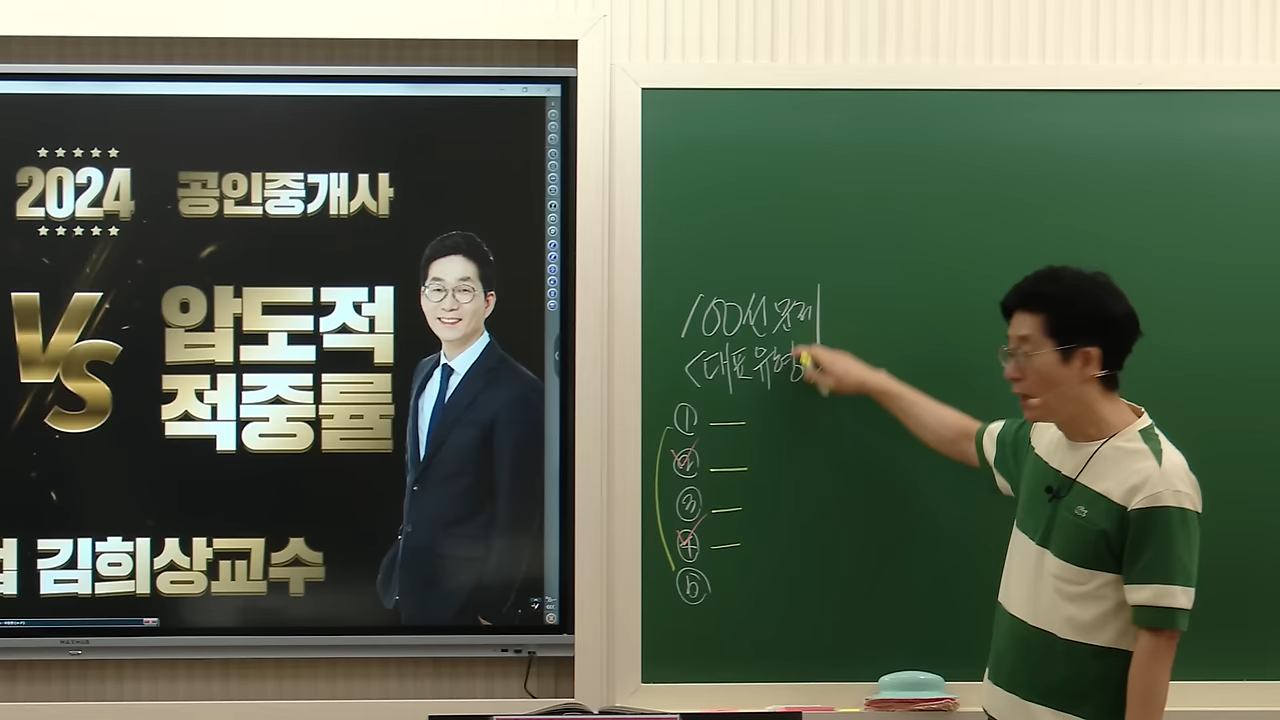 2024 공인중개사
VS 압도적
적중률
김희상교수
100선 문제
<대표유형
①
②
③
④
⑤